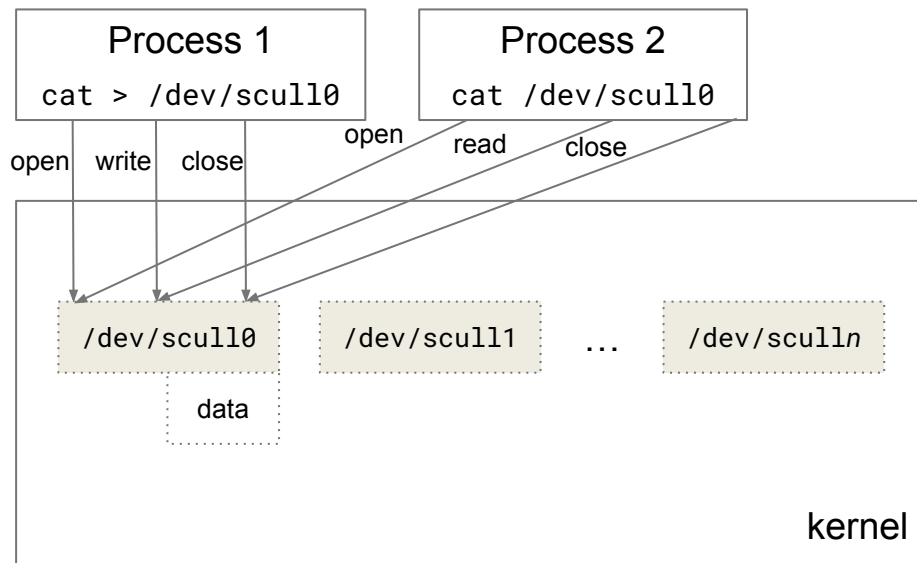 Process 1
cat > /dev/scull0
Process 2
cat /dev/scull0
open
write
close
open
read
close
/dev/scull0
/dev/scull1
...
/dev/sculln
data
kernel